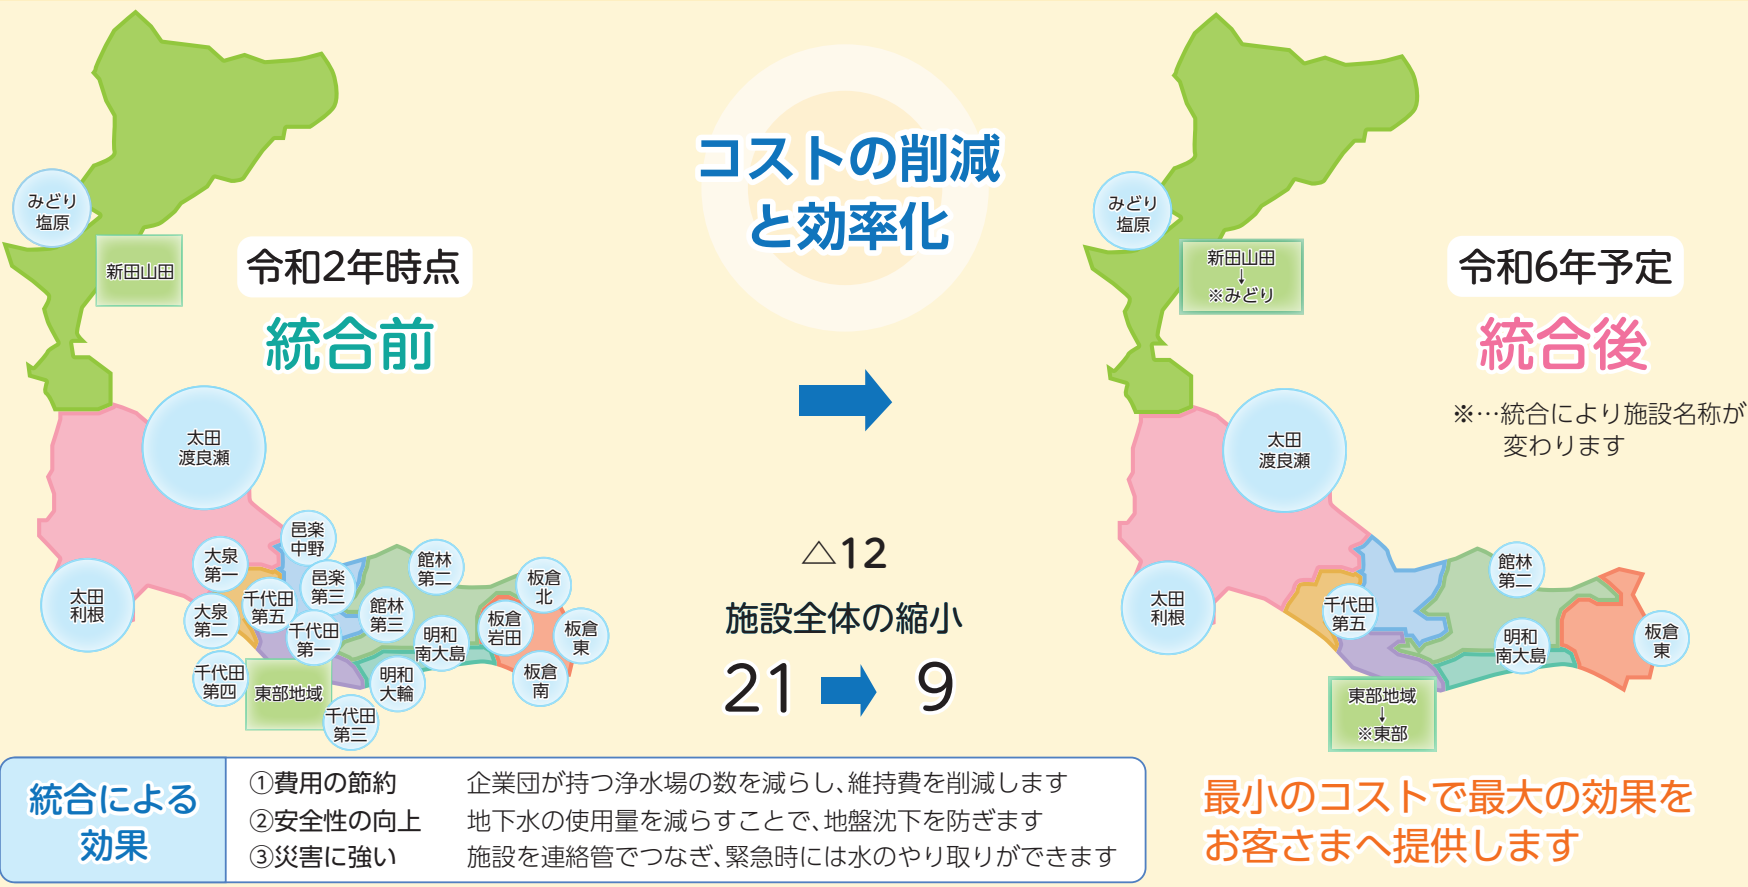 みどり
塩原
新田山田
令和2年時点
統合前
太田
渡良瀬
太田
利根
大泉
第一
大泉
第二
邑楽
中野
邑楽
第三
千代田
第五
千代田
第一
千代田
第四
東部地域
千代田
第三
館林
第二
館林
第三
明和
南大島
明和
大輪
板倉
北
板倉
岩田
板倉
東
板倉
南
コストの削減
と効率化
△12
施設全体の縮小
21 → 9
みどり
塩原
新田山田
↓
※みどり
令和6年予定
統合後
※…統合により施設名称が
変わります
太田
渡良瀬
太田
利根
千代田
第五
館林
第二
明和
南大島
板倉
東
東部地域
↓
※東部
統合による
効果
①費用の節約 企業団が持つ浄水場の数を減らし、維持費を削減します
②安全性の向上 地下水の使用量を減らすことで、地盤沈下を防ぎます
③災害に強い 施設を連絡管でつなぎ、緊急時には水のやり取りができます
最小のコストで最大の効果を
お客さまへ提供します